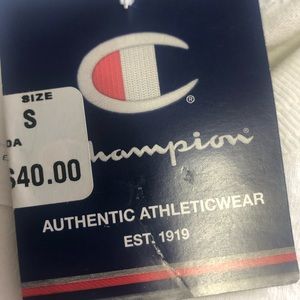 SIZE
S
DA
E,
$40.00
Champion
®
AUTHENTIC ATHLETICWEAR
EST. 1919